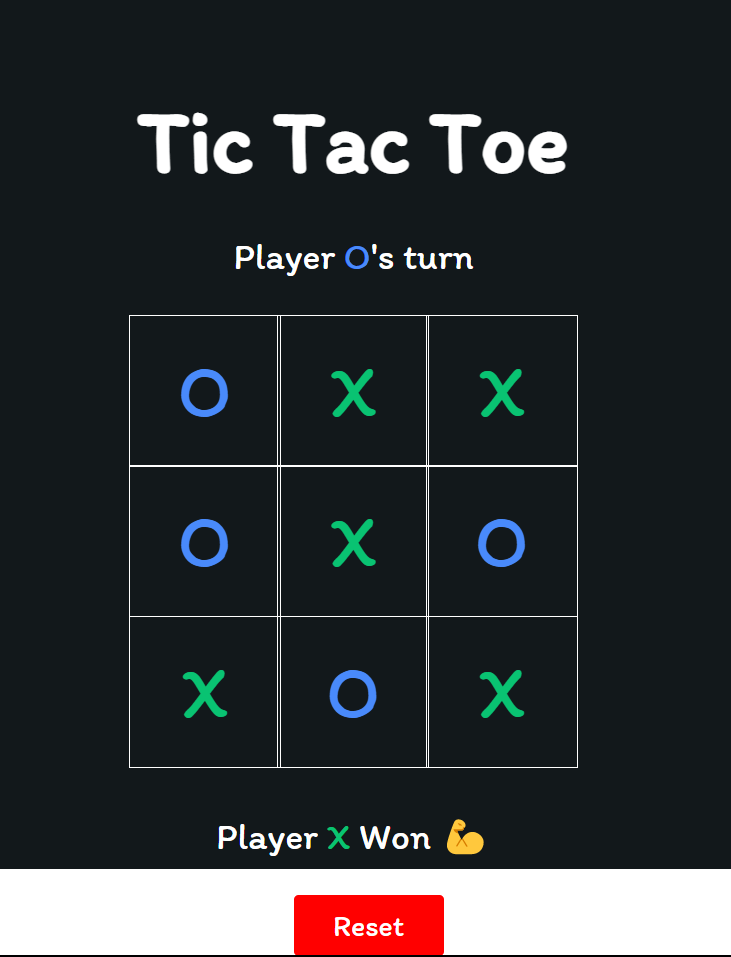 Tic Tac Toe
Player O's turn
O X X
O X O
X O X
Player X Won 💪
Reset